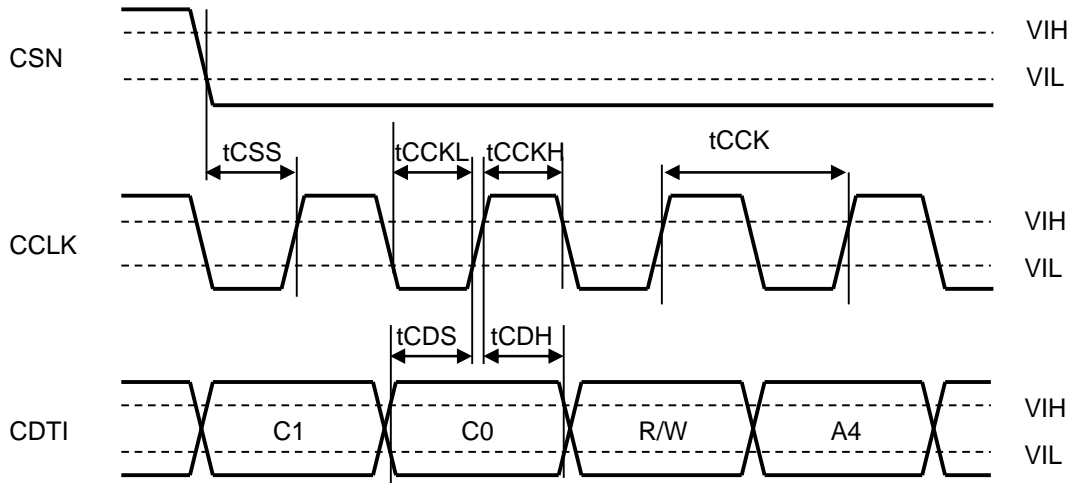 CSN
VIH
VIL
tCSS
tCCKL
tCCKH
tCCK
CCLK
VIH
VIL
tCDS
tCDH
CDTI
C1
C0
R/W
A4
VIH
VIL